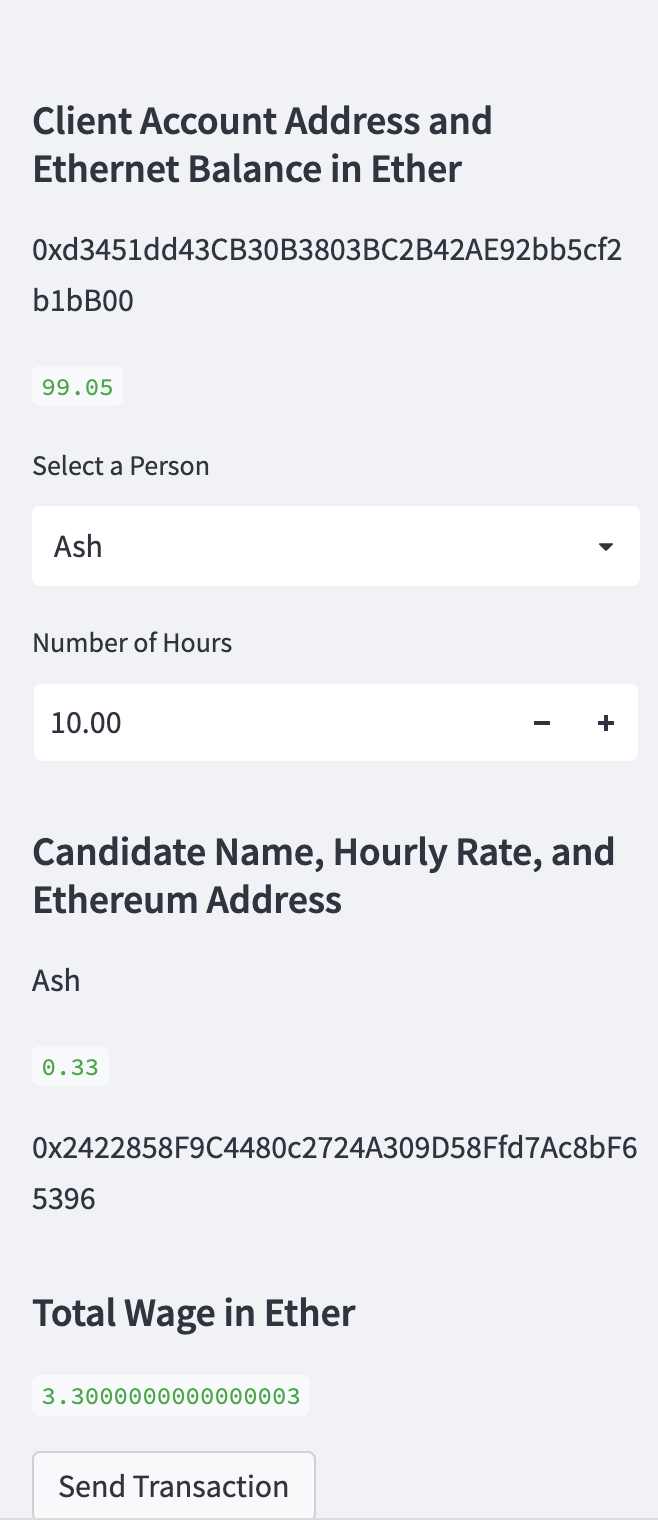 Client Account Address and
Ethernet Balance in Ether
0xd3451dd43CB30B3803BC2B42AE92bb5cf2
b1bB00
99.05
Select a Person
Ash
Number of Hours
10.00
Candidate Name, Hourly Rate, and
Ethereum Address
Ash
0.33
0x2422858F9C4480c2724A309D58Ffd7Ac8bF6
5396
Total Wage in Ether
3.3000000000000003
Send Transaction